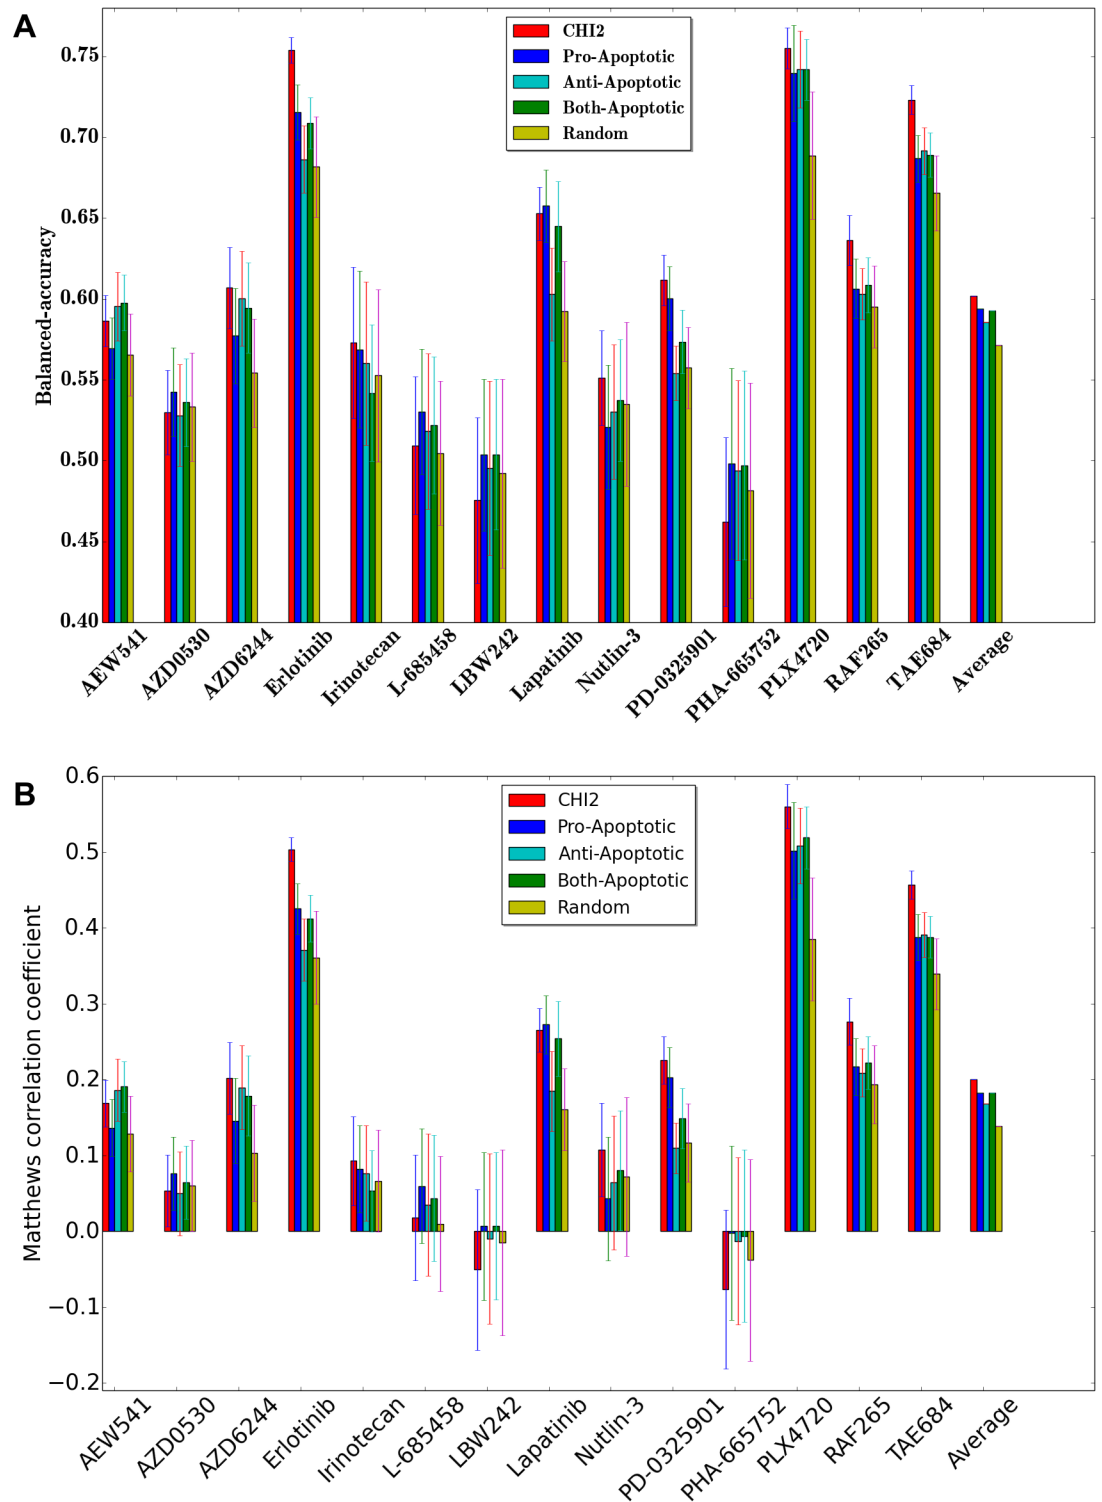 A
CHI2
Pro-Apoptotic
Anti-Apoptotic
Both-Apoptotic
Random
Balanced-accuracy
0.75
0.70
0.65
0.60
0.55
0.50
0.45
0.40
AEW541
AZD0530
AZD6244
Erlotinib
Irinotecan
L-685458
LBW242
Lapatinib
Nutlin-3
PD-0325901
PHA-665752
PLX4720
RAF265
TAE684
Average
B
CHI2
Pro-Apoptotic
Anti-Apoptotic
Both-Apoptotic
Random
Matthews correlation coefficient
0.6
0.5
0.4
0.3
0.2
0.1
0.0
−0.1
−0.2
AEW541
AZD0530
AZD6244
Erlotinib
Irinotecan
L-685458
LBW242
Lapatinib
Nutlin-3
PD-0325901
PHA-665752
PLX4720
RAF265
TAE684
Average